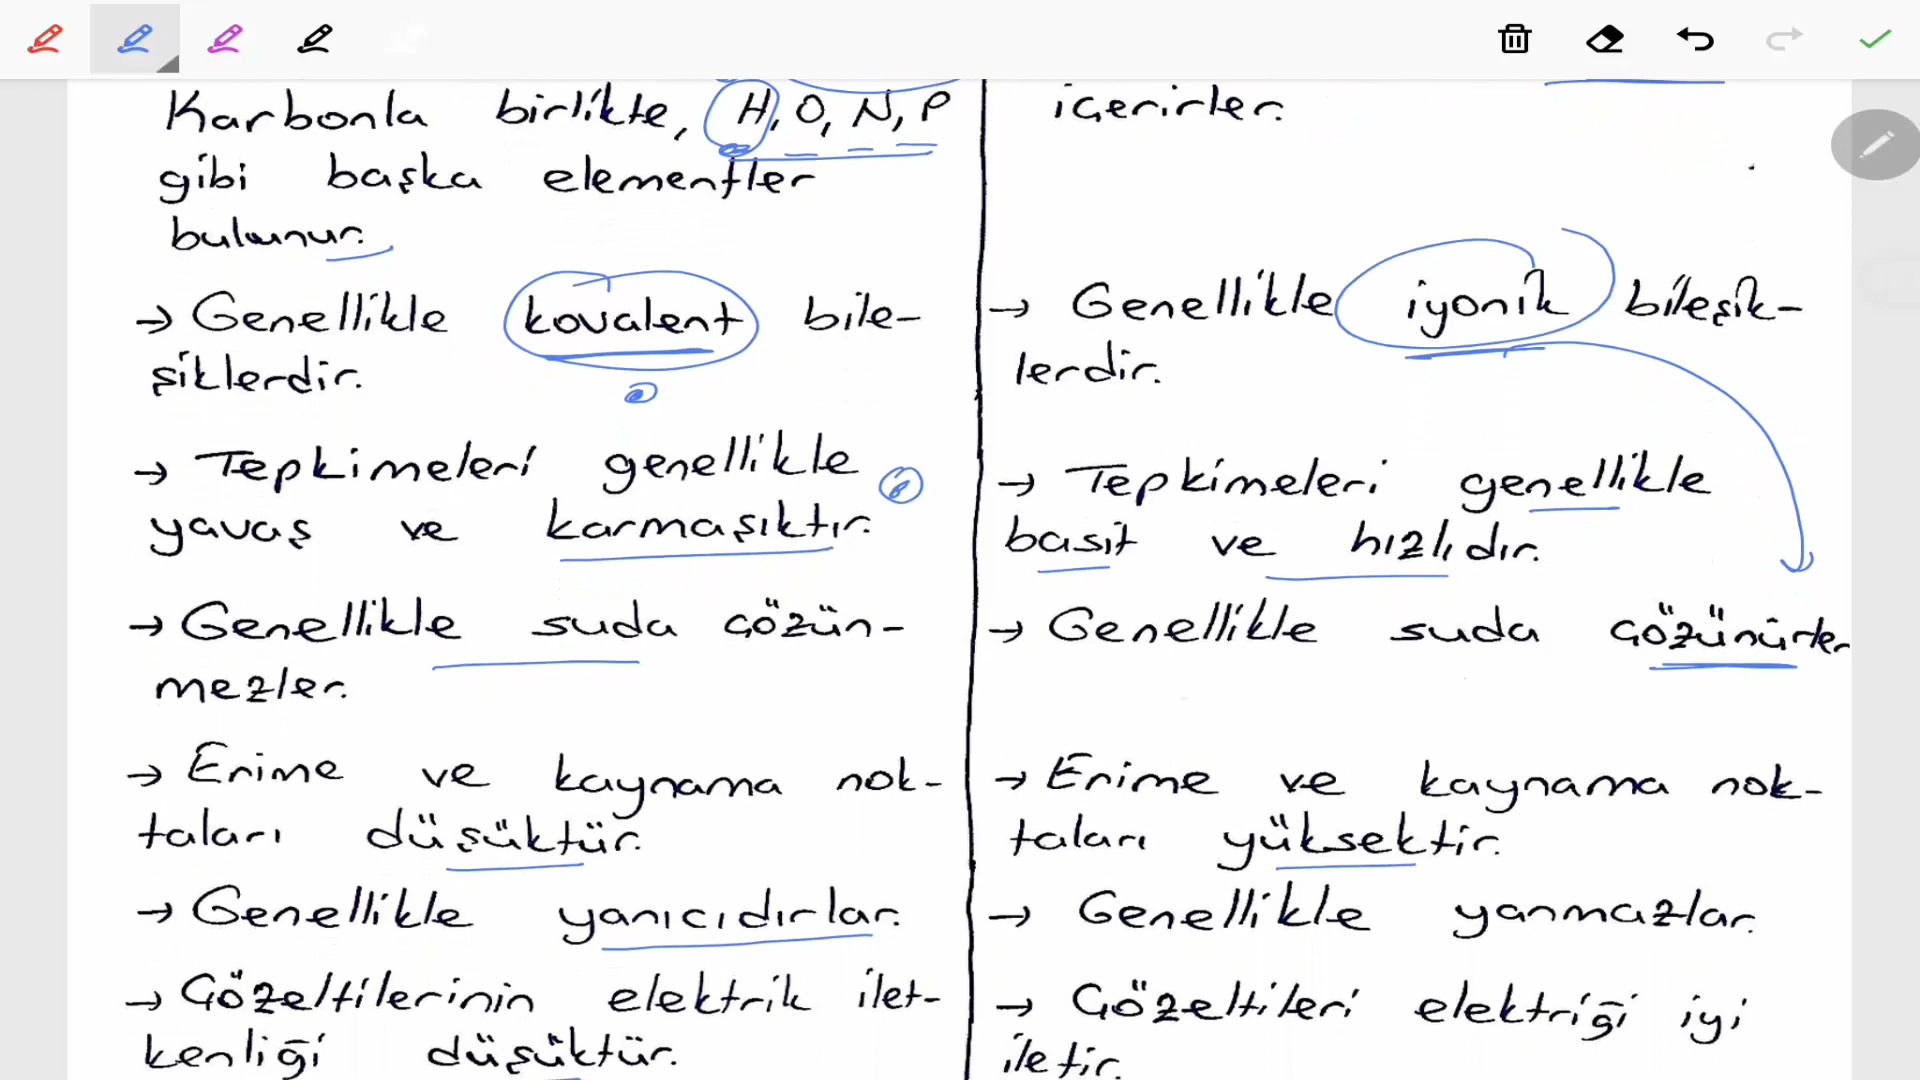 Karbonla birlikte, H, O, N, P
gibi başka elementler
bulunur.
→ Genellikle kovalent bile-
şiklerdir.
→ Tepkimeleri genellikle
yavaş ve karmaşıktır.
→ Genellikle suda çözün-
mezler.
→ Erime ve kaynama nok-
taları düşüktür.
→ Genellikle yanıcıdırlar.
→ Çözeltilerinin elektrik ilet-
kenliği düşüktür.
içerirler.
→ Genellikle iyonik bileşik-
lerdir.
→ Tepkimeleri genellikle
basit ve hızlıdır.
→ Genellikle suda çözünürler
→ Erime ve kaynama nok-
taları yüksektir.
→ Genellikle yanmazlar.
→ Çözeltileri elektriği iyi
iletir.